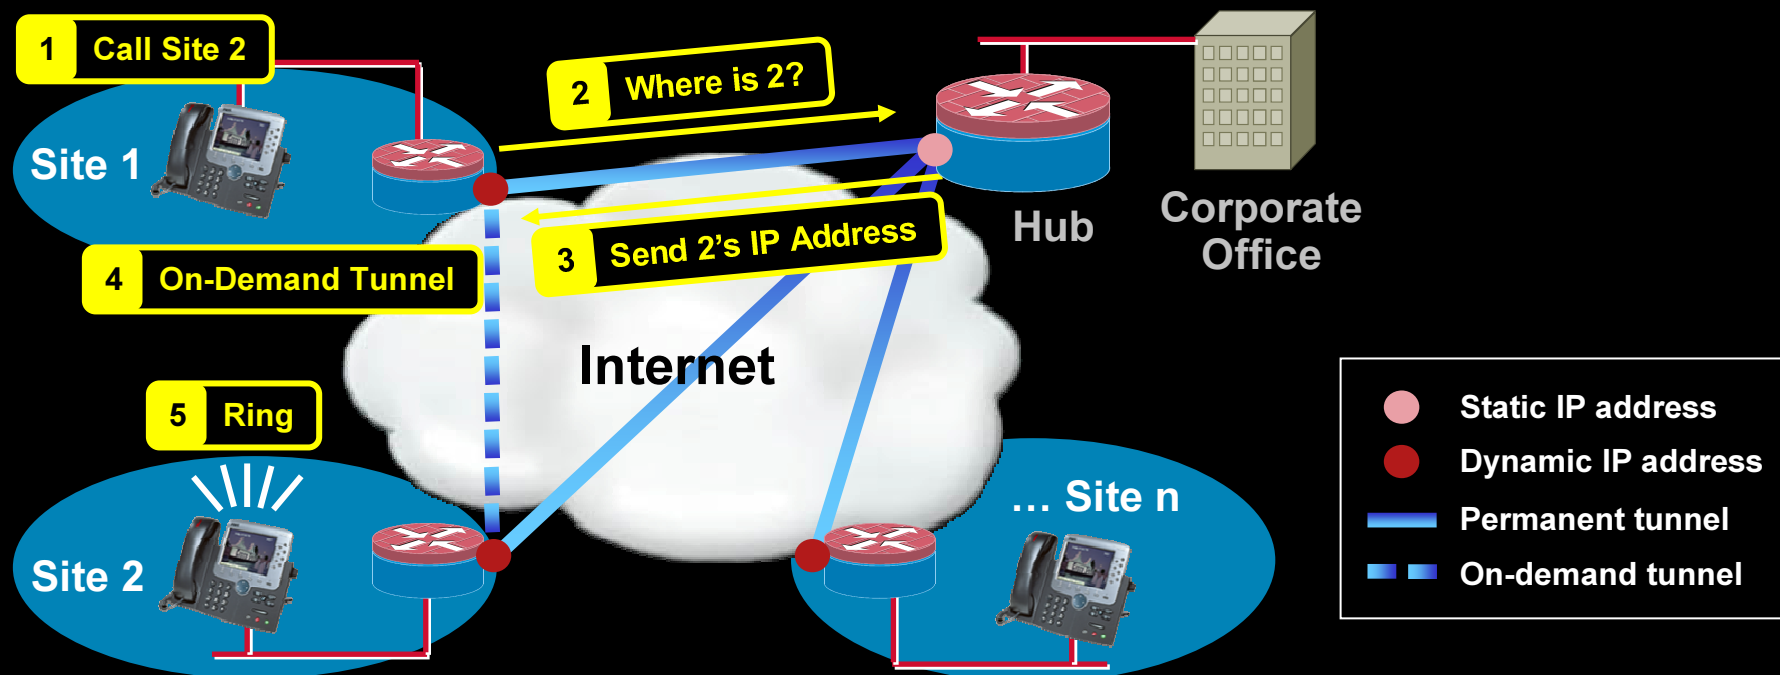 1 Call Site 2
2 Where is 2?
Site 1
3 Send 2’s IP Address
Hub
Corporate
Office
4 On-Demand Tunnel
Internet
5 Ring
Site 2
... Site n
Static IP address
Dynamic IP address
Permanent tunnel
On-demand tunnel